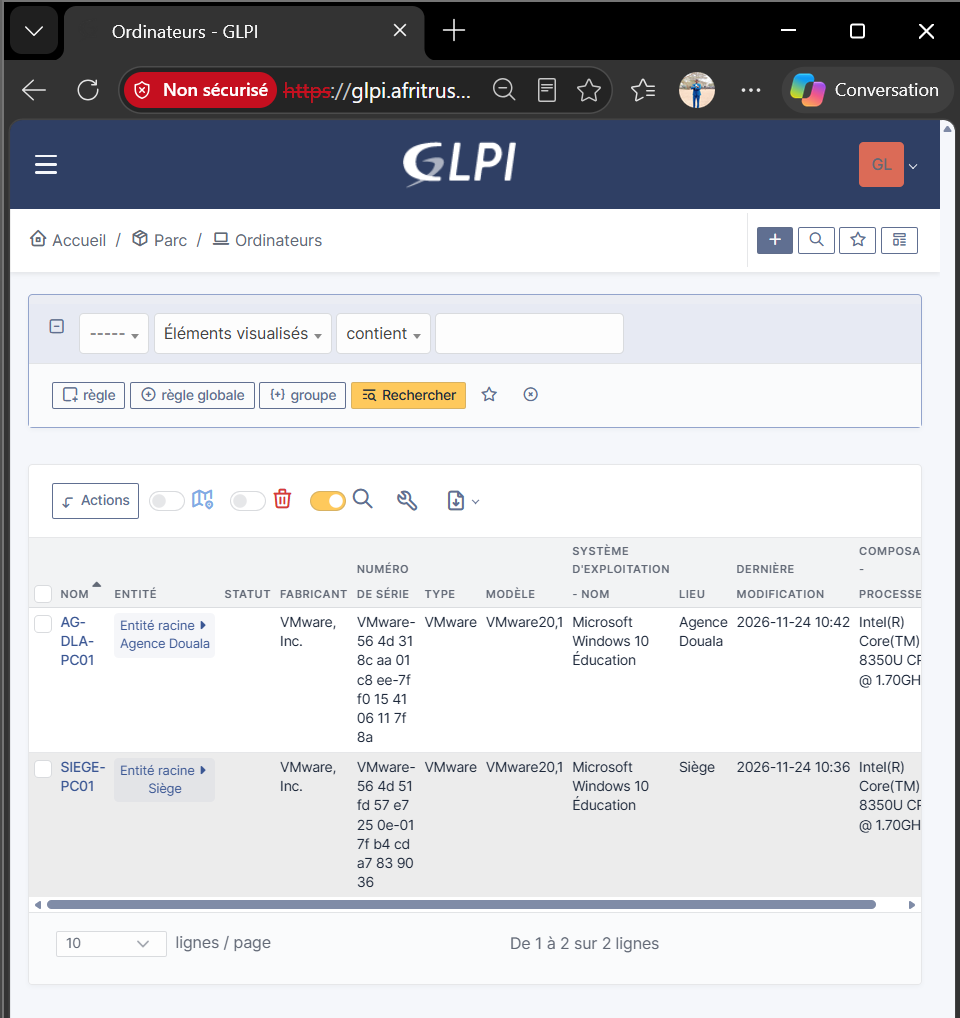 Ordinateurs - GLPI
Non sécurisé https://glpi.afritrus... Conversation
GLPI
GL
Accueil / Parc / Ordinateurs
----- Éléments visualisés contient
règle règle globale {+} groupe Rechercher
Actions
NOM ENTITÉ STATUT FABRICANT NUMÉRO DE SÉRIE TYPE MODÈLE SYSTÈME D'EXPLOITATION - NOM LIEU DERNIÈRE MODIFICATION COMPOSA - PROCESSE
AG-DLA-PC01
Entité racine
Agence Douala
VMware, Inc.
VMware-
56 4d 31
8c aa 01
c8 ee-7f
f0 15 41
06 11 7f
8a
VMware
VMware20,1
Microsoft
Windows 10
Éducation
Agence
Douala
2026-11-24 10:42
Intel(R)
Core(TM)
8350U CP
@ 1.70GH
SIEGE-PC01
Entité racine
Siège
VMware, Inc.
VMware-
56 4d 51
fd 57 e7
25 0e-01
7f b4 cd
a7 83 90
36
VMware
VMware20,1
Microsoft
Windows 10
Éducation
Siège
2026-11-24 10:36
Intel(R)
Core(TM)
8350U CP
@ 1.70GH
10 lignes / page De 1 à 2 sur 2 lignes